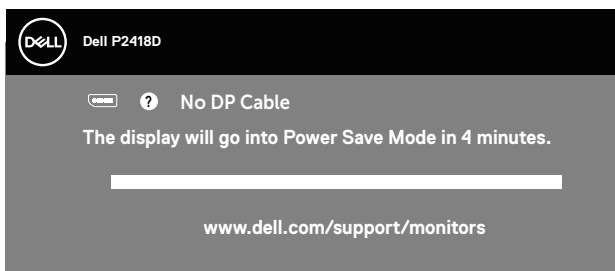 DELL
Dell P2418D
? No DP Cable
The display will go into Power Save Mode in 4 minutes.
www.dell.com/support/monitors